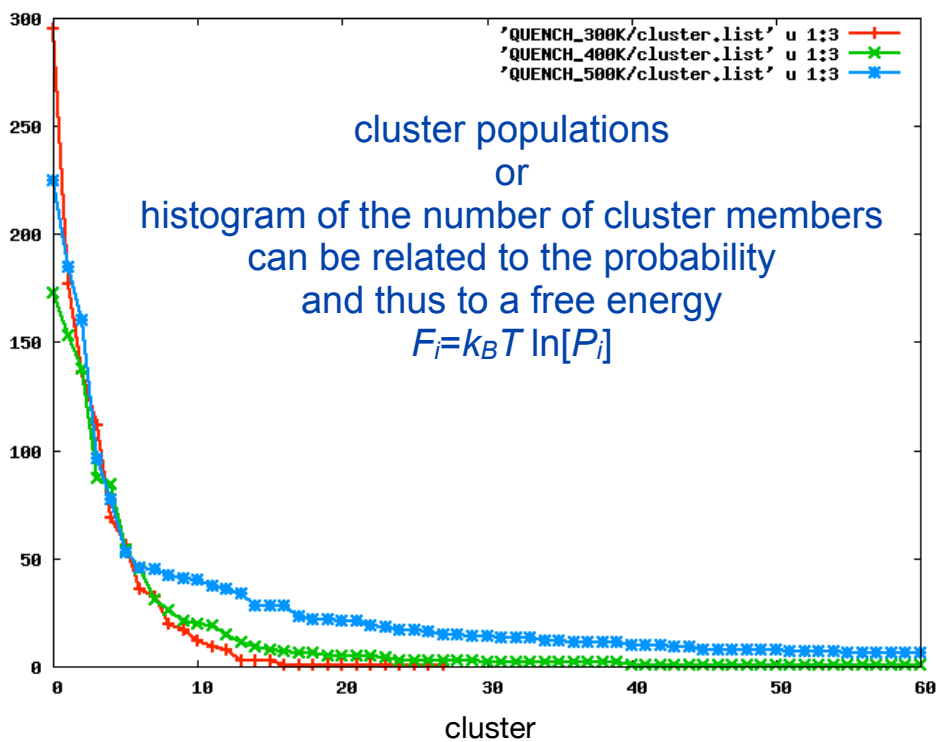 300
250
200
150
100
50
0
'QUENCH_300K/cluster.list' u 1:3
'QUENCH_400K/cluster.list' u 1:3
'QUENCH_500K/cluster.list' u 1:3
cluster populations
or
histogram of the number of cluster members
can be related to the probability
and thus to a free energy
Fi=kBT ln[Pi]
0 10 20 30 40 50 60
cluster